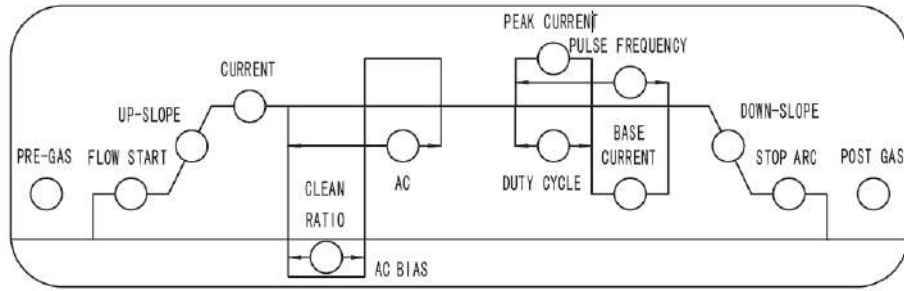 PEAK CURRENT
PULSE FREQUENCY
CURRENT
UP-SLOPE
DOWN-SLOPE
PRE-GAS
FLOW START
AC
CLEAN
RATIO
AC BIAS
DUTY CYCLE
BASE
CURRENT
STOP ARC
POST GAS